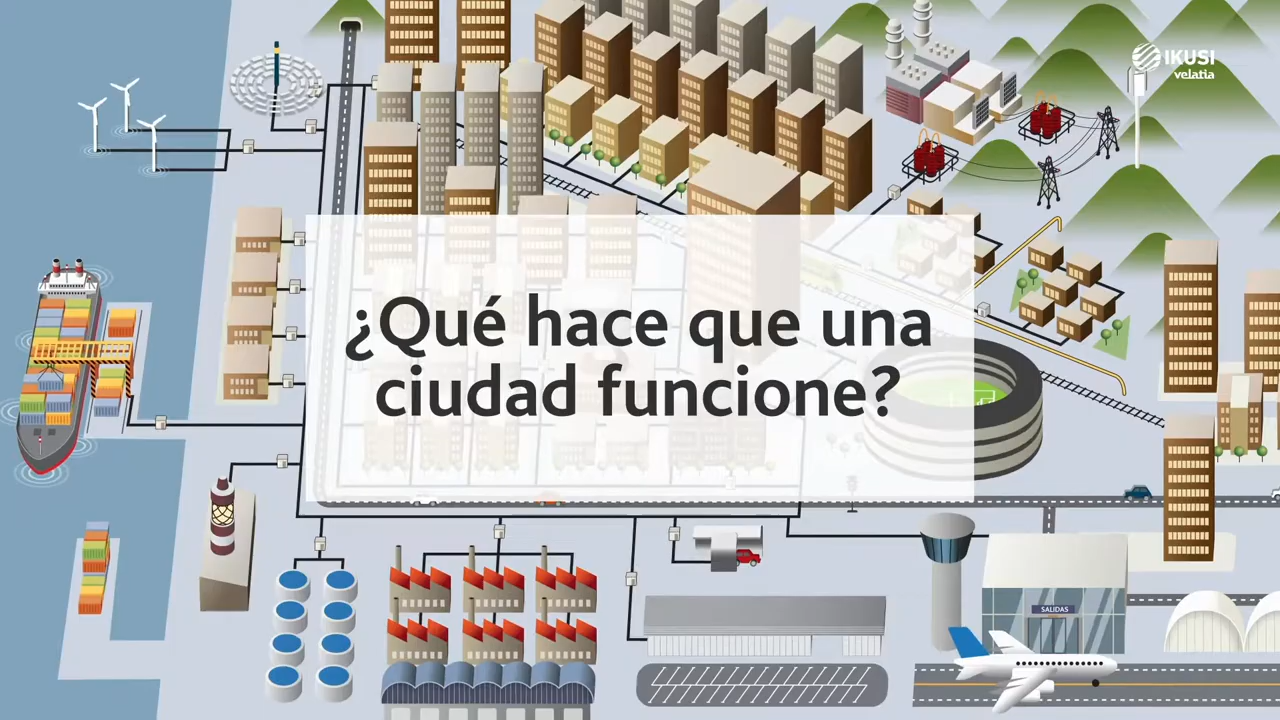 IKUSI
velatia
¿Qué hace que una
ciudad funcione?
SALIDAS